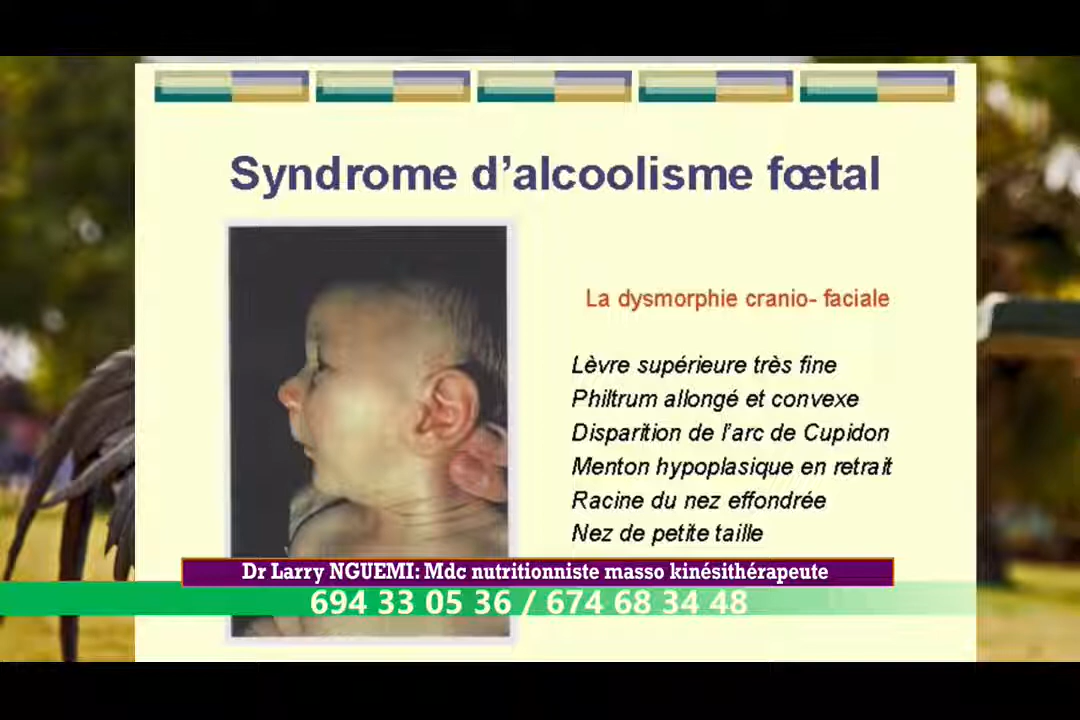 Syndrome d'alcoolisme fœtal
La dysmorphie cranio- faciale
Lèvre supérieure très fine
Philtrum allongé et convexe
Disparition de l'arc de Cupidon
Menton hypoplasique en retrait
Racine du nez effondrée
Nez de petite taille
Dr Larry NGUEMI: Mdc nutritionniste masso kinésithérapeute
694 33 05 36 / 674 68 34 48